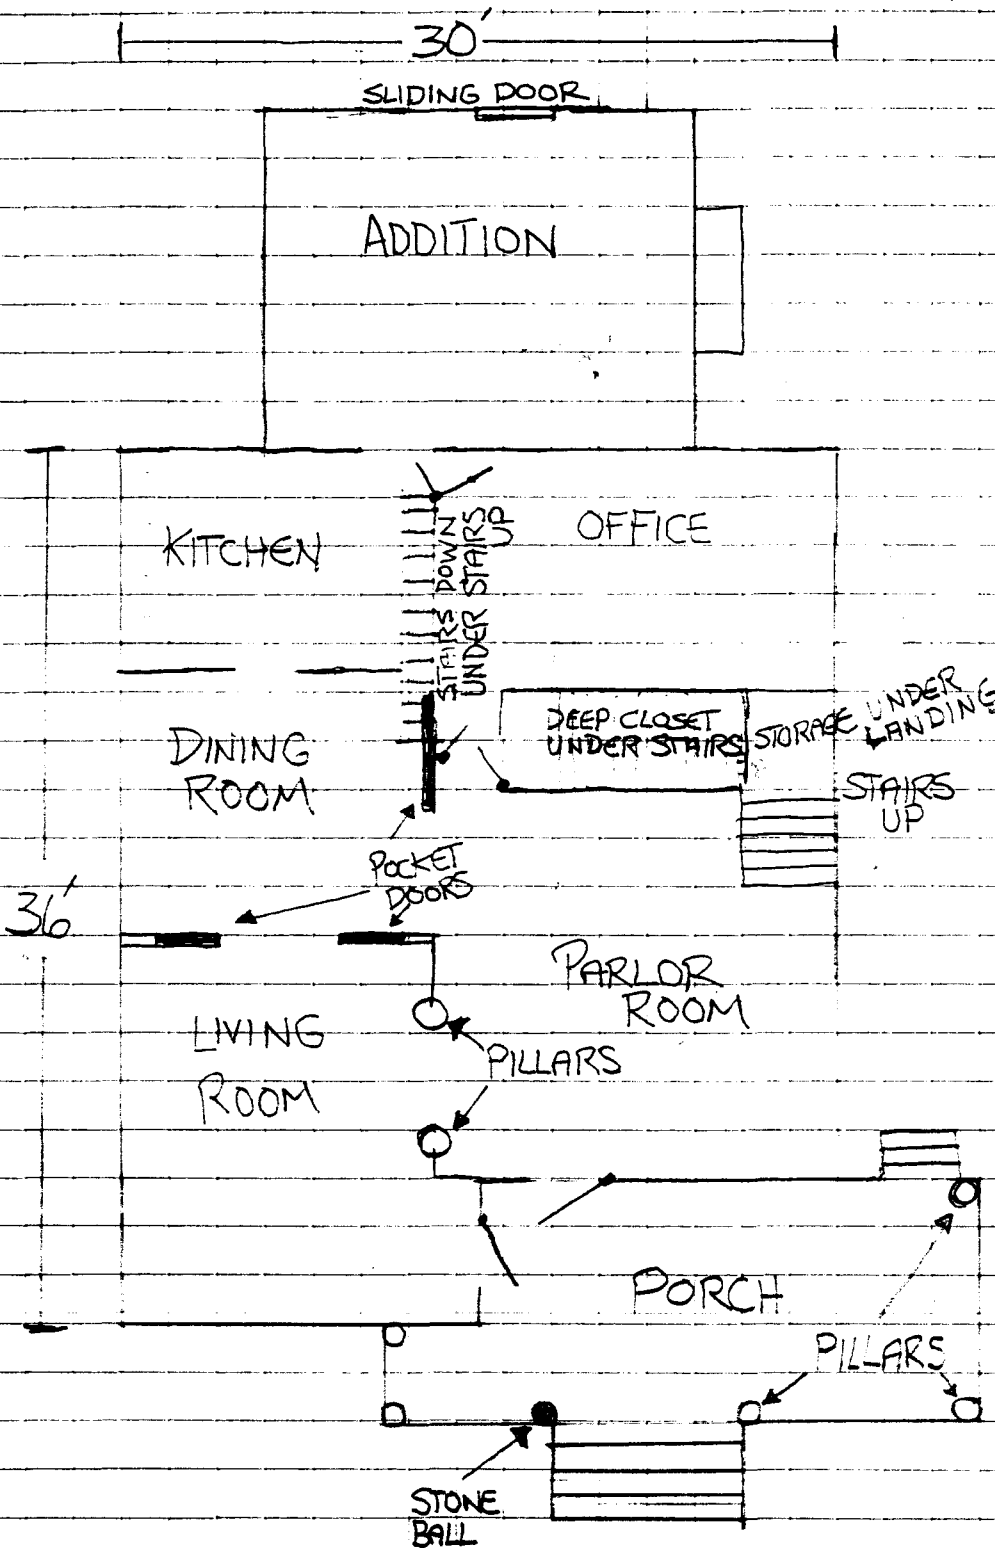 30'
SLIDING DOOR
ADDITION
KITCHEN
STAIRS DOWN
UNDER STAIRS
UP
OFFICE
DINING
ROOM
DEEP CLOSET
UNDER STAIRS
STORAGE UNDER
LANDING
STAIRS
UP
POCKET
DOORS
36'
PARLOR
ROOM
LIVING
ROOM
PILLARS
PORCH
PILLARS
STONE
BALL